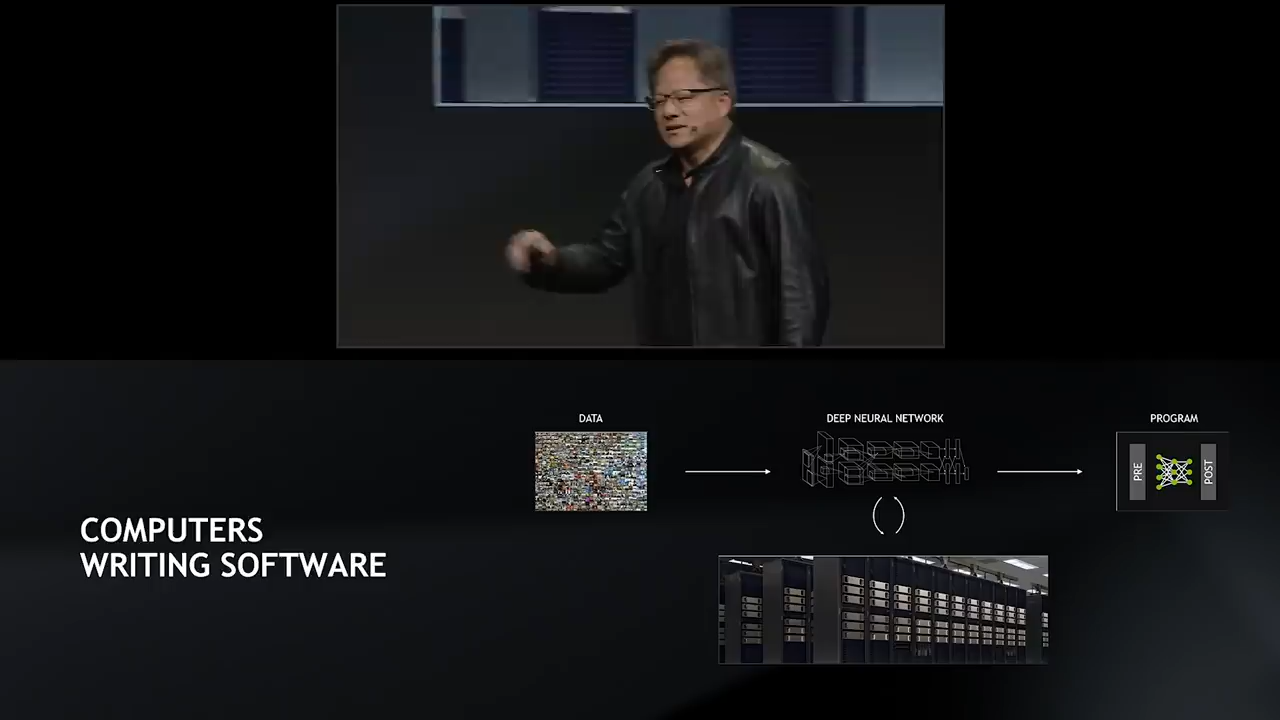 DATA
DEEP NEURAL NETWORK
PROGRAM
PRE
POST
COMPUTERS
WRITING SOFTWARE